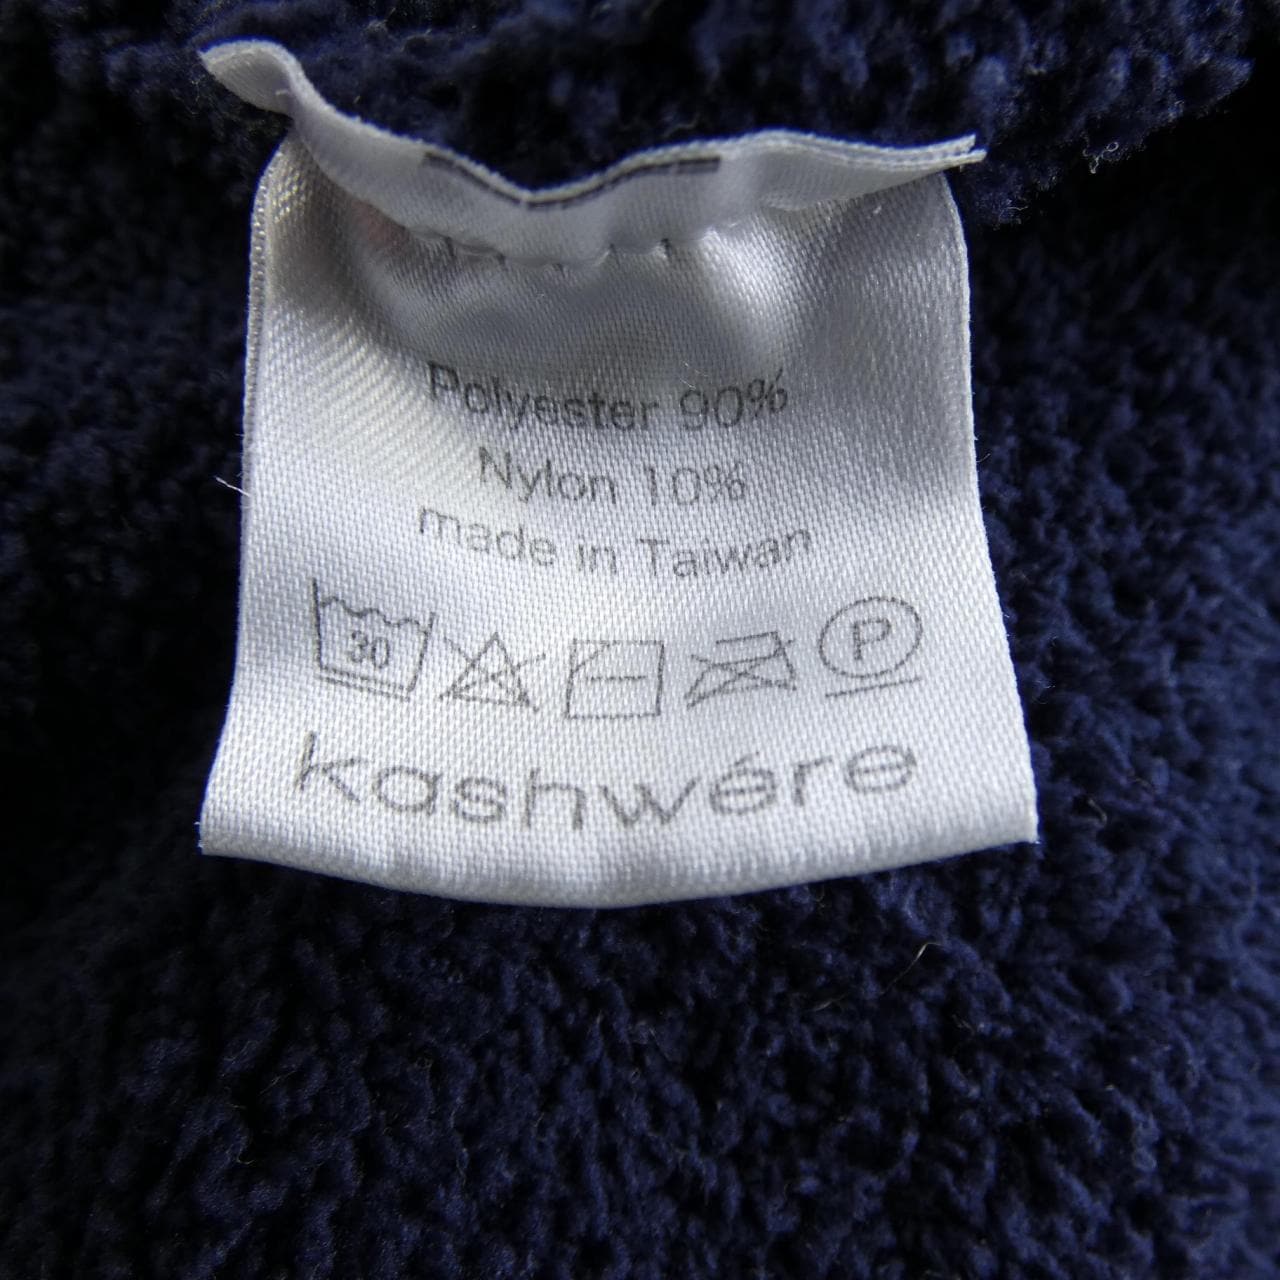 Polyester 90%
Nylon 10%
made in Taiwan
30 P
kashwére